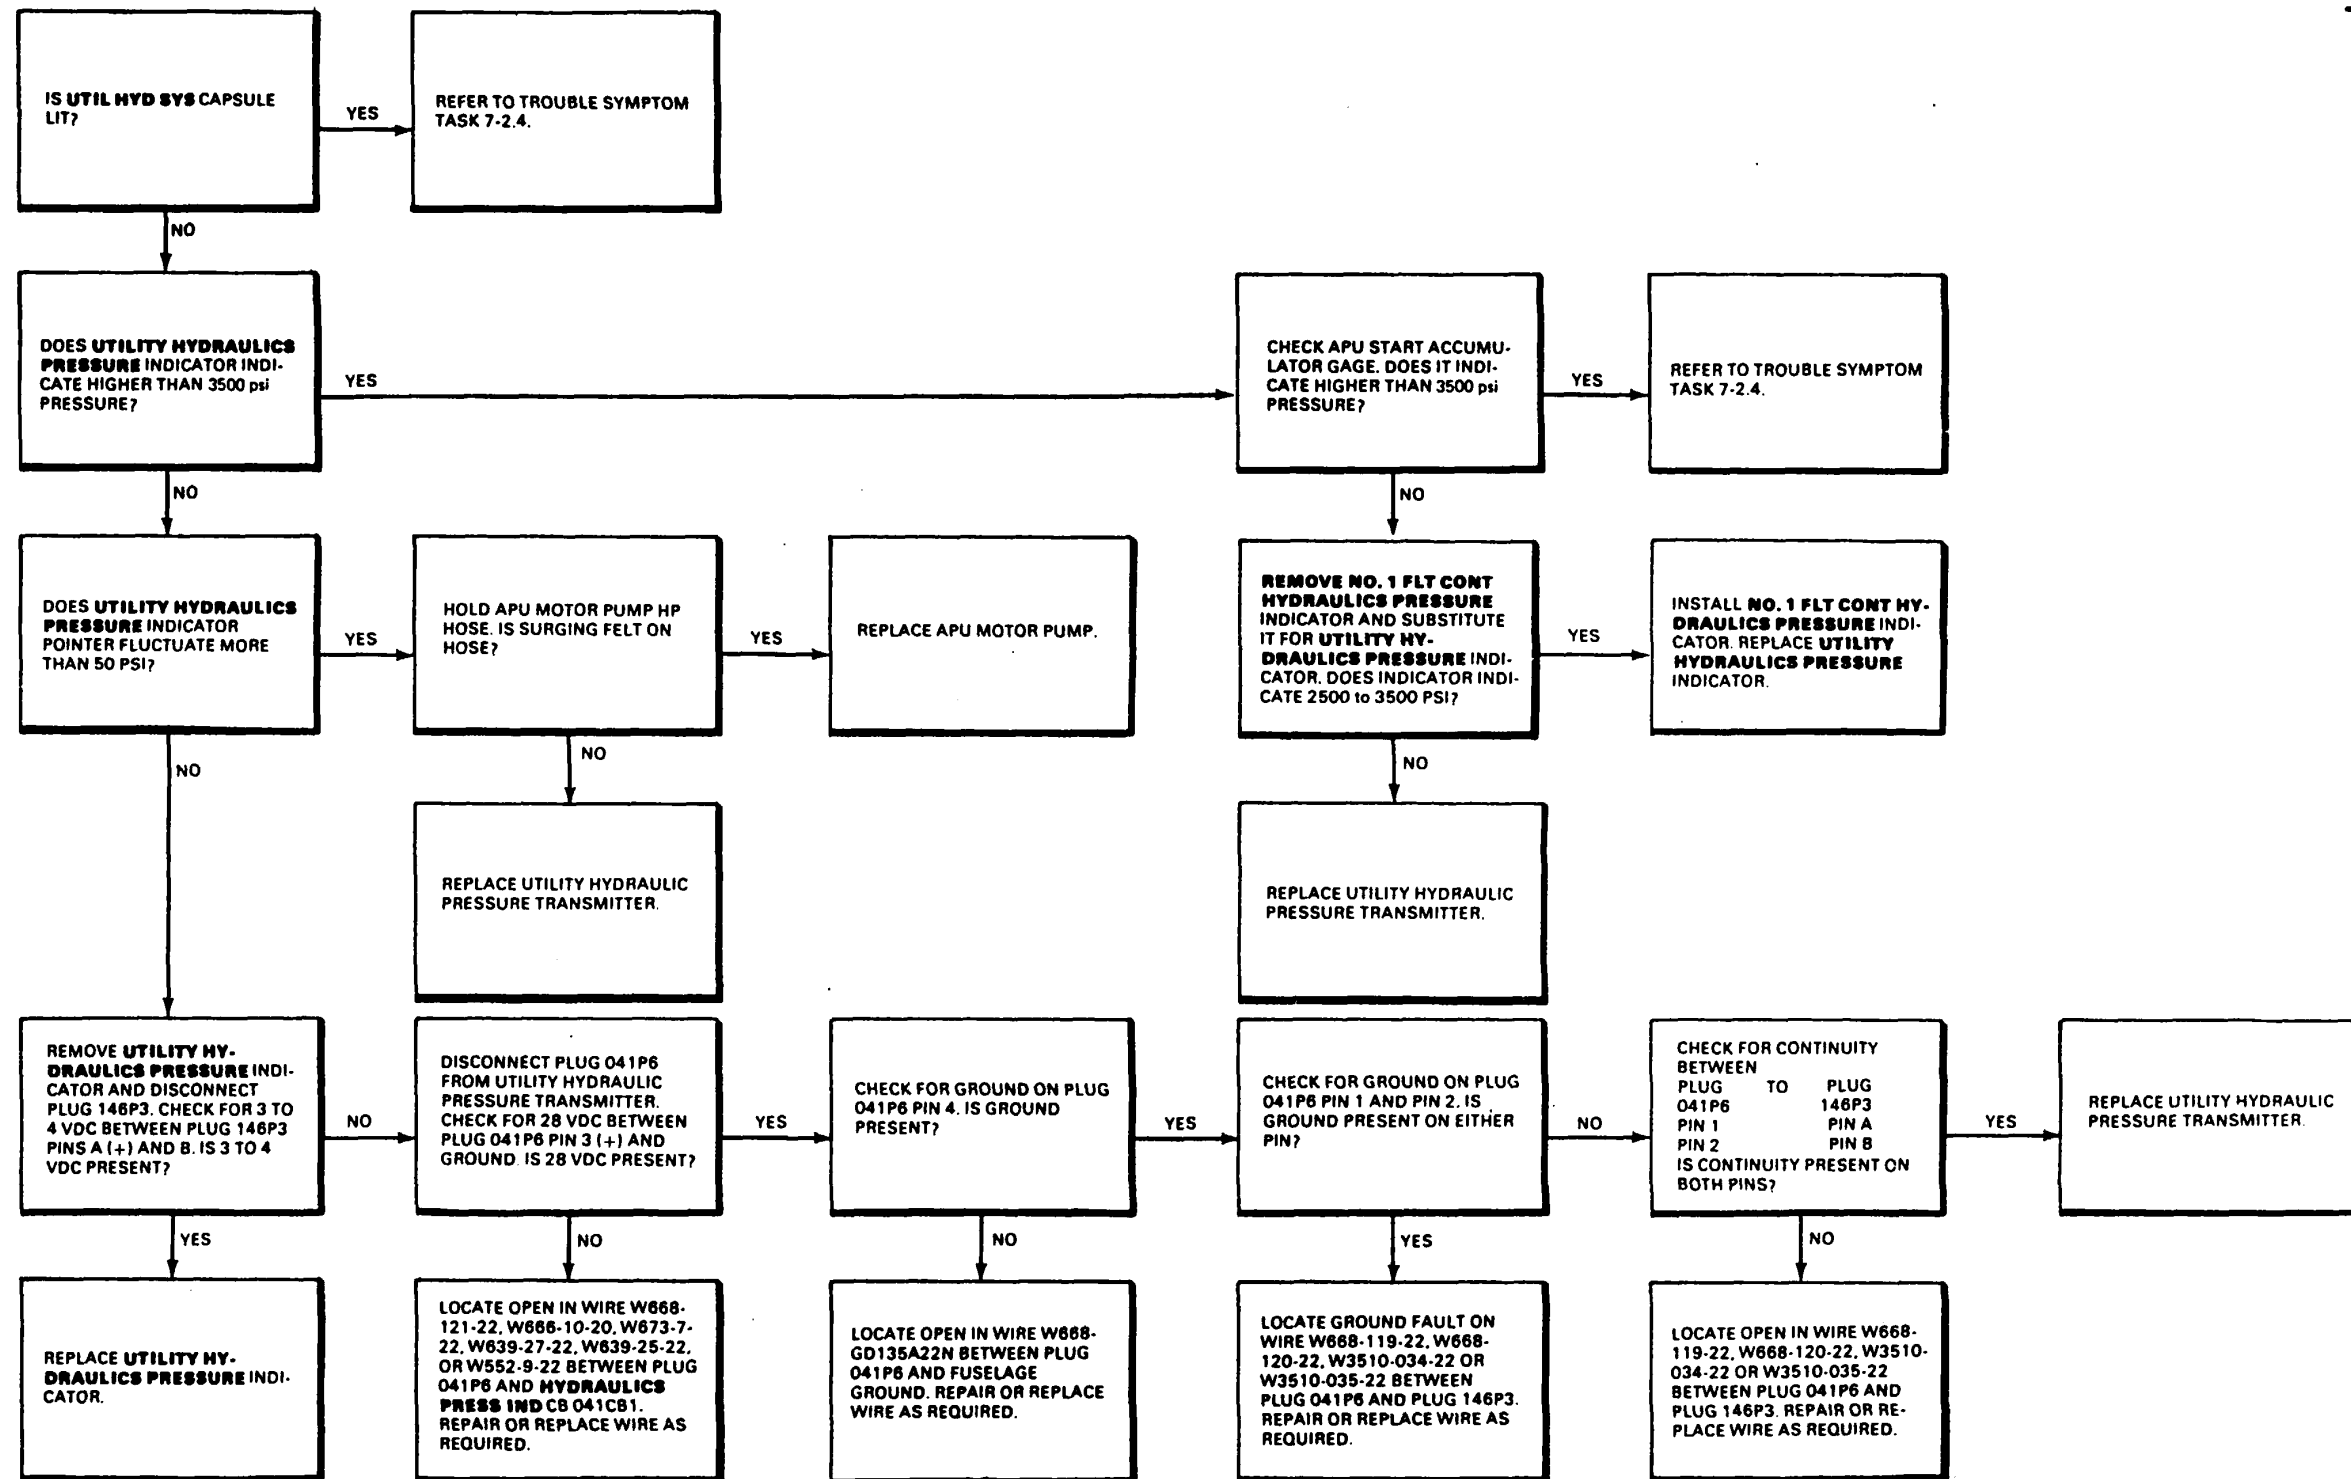 IS UTIL HYD SYS CAPSULE
LIT?
YES
REFER TO TROUBLE SYMPTOM
TASK 7-2.4.
NO
DOES UTILITY HYDRAULICS
PRESSURE INDICATOR INDI-
CATE HIGHER THAN 3500 psi
PRESSURE?
YES
CHECK APU START ACCUMU-
LATOR GAGE. DOES IT INDI-
CATE HIGHER THAN 3500 psi
PRESSURE?
YES
REFER TO TROUBLE SYMPTOM
TASK 7-2.4.
NO
NO
DOES UTILITY HYDRAULICS
PRESSURE INDICATOR
POINTER FLUCTUATE MORE
THAN 50 PSI?
YES
HOLD APU MOTOR PUMP HP
HOSE. IS SURGING FELT ON
HOSE?
YES
REPLACE APU MOTOR PUMP.
REMOVE NO. 1 FLT CONT
HYDRAULICS PRESSURE
INDICATOR AND SUBSTITUTE
IT FOR UTILITY HY-
DRAULICS PRESSURE INDI-
CATOR. DOES INDICATOR INDI-
CATE 2500 to 3500 PSI?
YES
INSTALL NO. 1 FLT CONT HY-
DRAULICS PRESSURE INDI-
CATOR. REPLACE UTILITY
HYDRAULICS PRESSURE
INDICATOR.
NO
NO
NO
REPLACE UTILITY HYDRAULIC
PRESSURE TRANSMITTER.
REPLACE UTILITY HYDRAULIC
PRESSURE TRANSMITTER.
REMOVE UTILITY HY-
DRAULICS PRESSURE INDI-
CATOR AND DISCONNECT
PLUG 146P3. CHECK FOR 3 TO
4 VDC BETWEEN PLUG 146P3
PINS A (+) AND B. IS 3 TO 4
VDC PRESENT?
NO
DISCONNECT PLUG 041P6
FROM UTILITY HYDRAULIC
PRESSURE TRANSMITTER.
CHECK FOR 28 VDC BETWEEN
PLUG 041P6 PIN 3 (+) AND
GROUND. IS 28 VDC PRESENT?
YES
CHECK FOR GROUND ON PLUG
041P6 PIN 4. IS GROUND
PRESENT?
YES
CHECK FOR GROUND ON PLUG
041P6 PIN 1 AND PIN 2. IS
GROUND PRESENT ON EITHER
PIN?
NO
CHECK FOR CONTINUITY
BETWEEN
PLUG TO PLUG
041P6 146P3
PIN 1 PIN A
PIN 2 PIN B
IS CONTINUITY PRESENT ON
BOTH PINS?
YES
REPLACE UTILITY HYDRAULIC
PRESSURE TRANSMITTER.
YES
NO
NO
YES
NO
REPLACE UTILITY HY-
DRAULICS PRESSURE INDI-
CATOR.
LOCATE OPEN IN WIRE W668-
121-22, W666-10-20, W673-7-
22, W639-27-22, W639-25-22,
OR W552-9-22 BETWEEN PLUG
041P6 AND HYDRAULICS
PRESS IND CB 041CB1.
REPAIR OR REPLACE WIRE AS
REQUIRED.
LOCATE OPEN IN WIRE W668-
GD135A22N BETWEEN PLUG
041P6 AND FUSELAGE
GROUND. REPAIR OR REPLACE
WIRE AS REQUIRED.
LOCATE GROUND FAULT ON
WIRE W668-119-22, W668-
120-22, W3510-034-22 OR
W3510-035-22 BETWEEN
PLUG 041P6 AND PLUG 146P3.
REPAIR OR REPLACE WIRE AS
REQUIRED.
LOCATE OPEN IN WIRE W668-
119-22, W668-120-22, W3510-
034-22 OR W3510-035-22
BETWEEN PLUG 041P6 AND
PLUG 146P3. REPAIR OR RE-
PLACE WIRE AS REQUIRED.